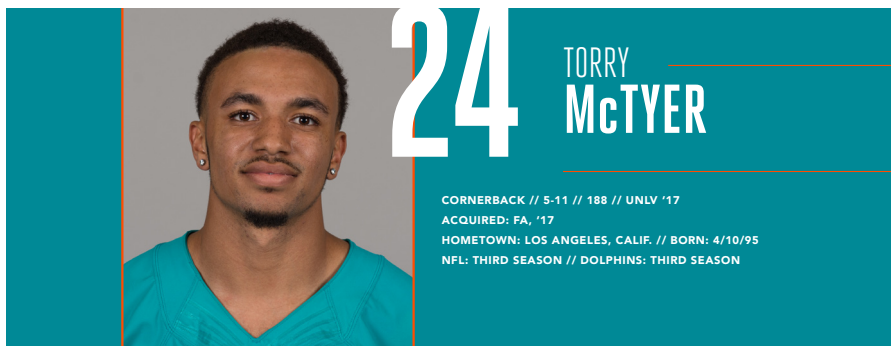 24
TORRY
McTYER
CORNERBACK // 5-11 // 188 // UNLV ’17
ACQUIRED: FA, ‘17
HOMETOWN: LOS ANGELES, CALIF. // BORN: 4/10/95
NFL: THIRD SEASON // DOLPHINS: THIRD SEASON